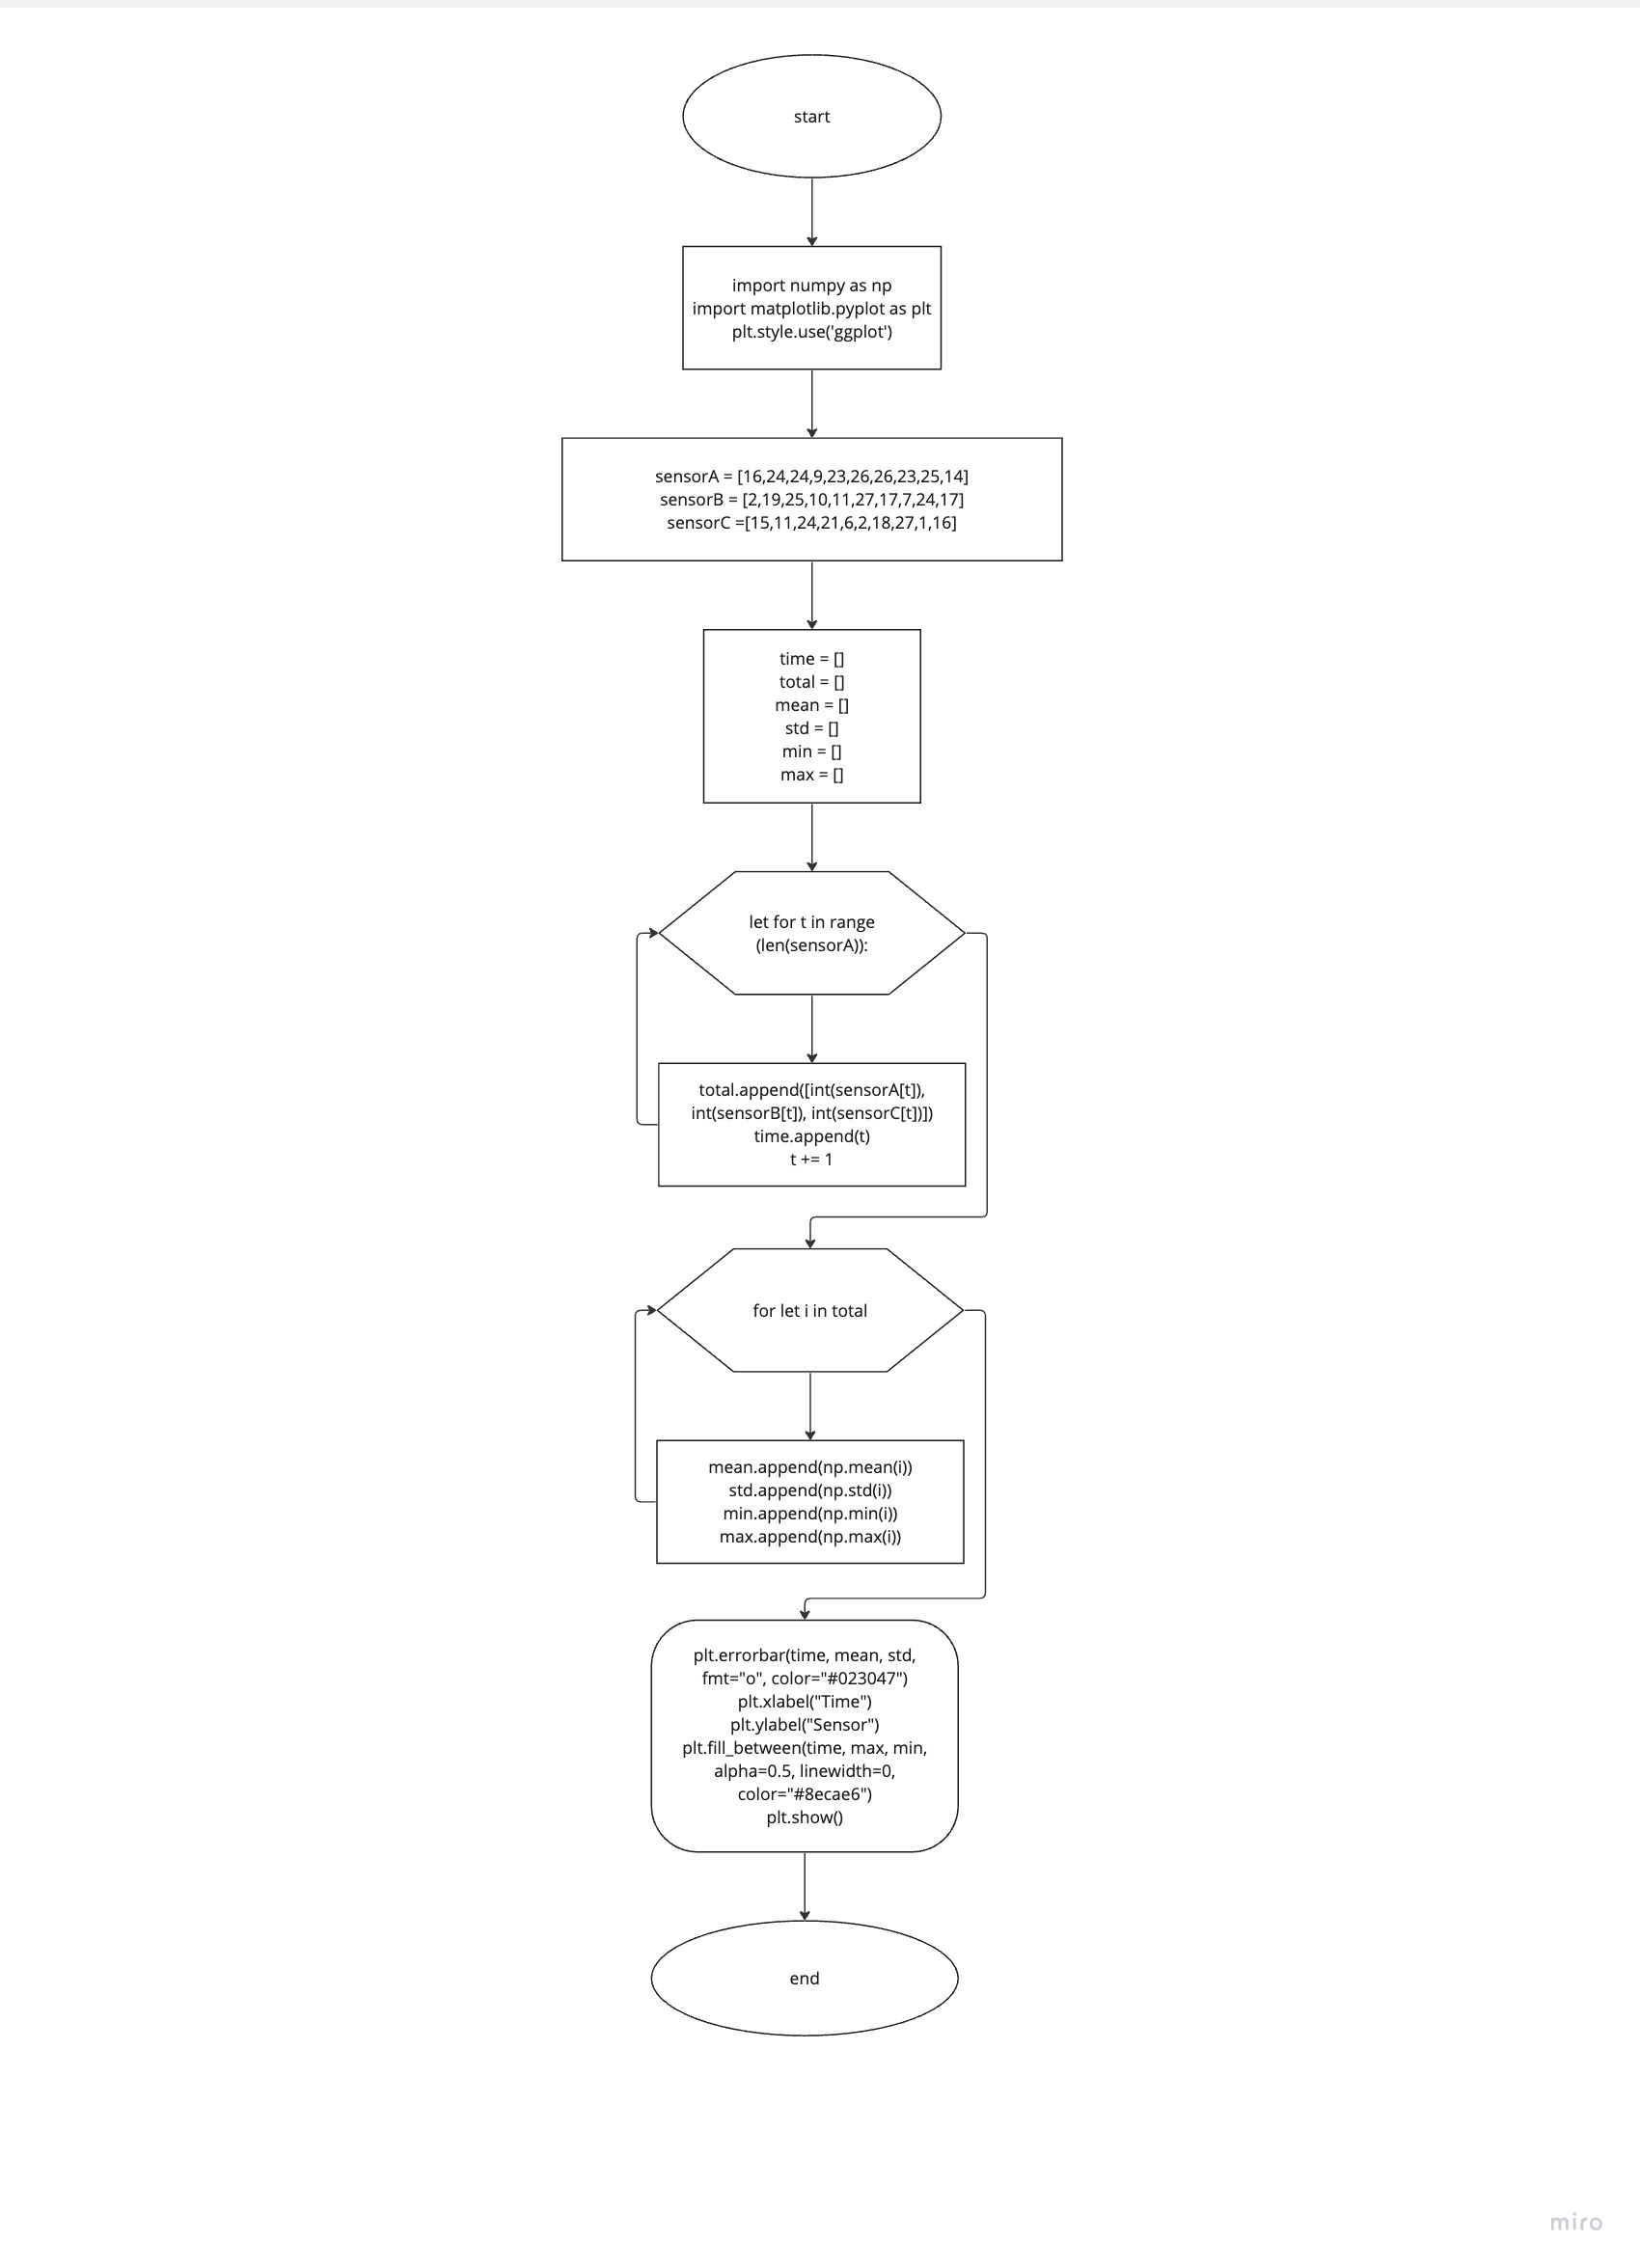 start
import numpy as np
import matplotlib.pyplot as plt
plt.style.use('ggplot')
sensorA = [16,24,24,9,23,26,26,23,25,14]
sensorB = [2,19,25,10,11,27,17,7,24,17]
sensorC =[15,11,24,21,6,2,18,27,1,16]
time = []
total = []
mean = []
std = []
min = []
max = []
let for t in range
(len(sensorA)):
total.append([int(sensorA[t]),
int(sensorB[t]), int(sensorC[t])])
time.append(t)
t += 1
for let i in total
mean.append(np.mean(i))
std.append(np.std(i))
min.append(np.min(i))
max.append(np.max(i))
plt.errorbar(time, mean, std,
fmt="o", color="#023047")
plt.xlabel("Time")
plt.ylabel("Sensor")
plt.fill_between(time, max, min,
alpha=0.5, linewidth=0,
color="#8ecae6")
plt.show()
end
miro